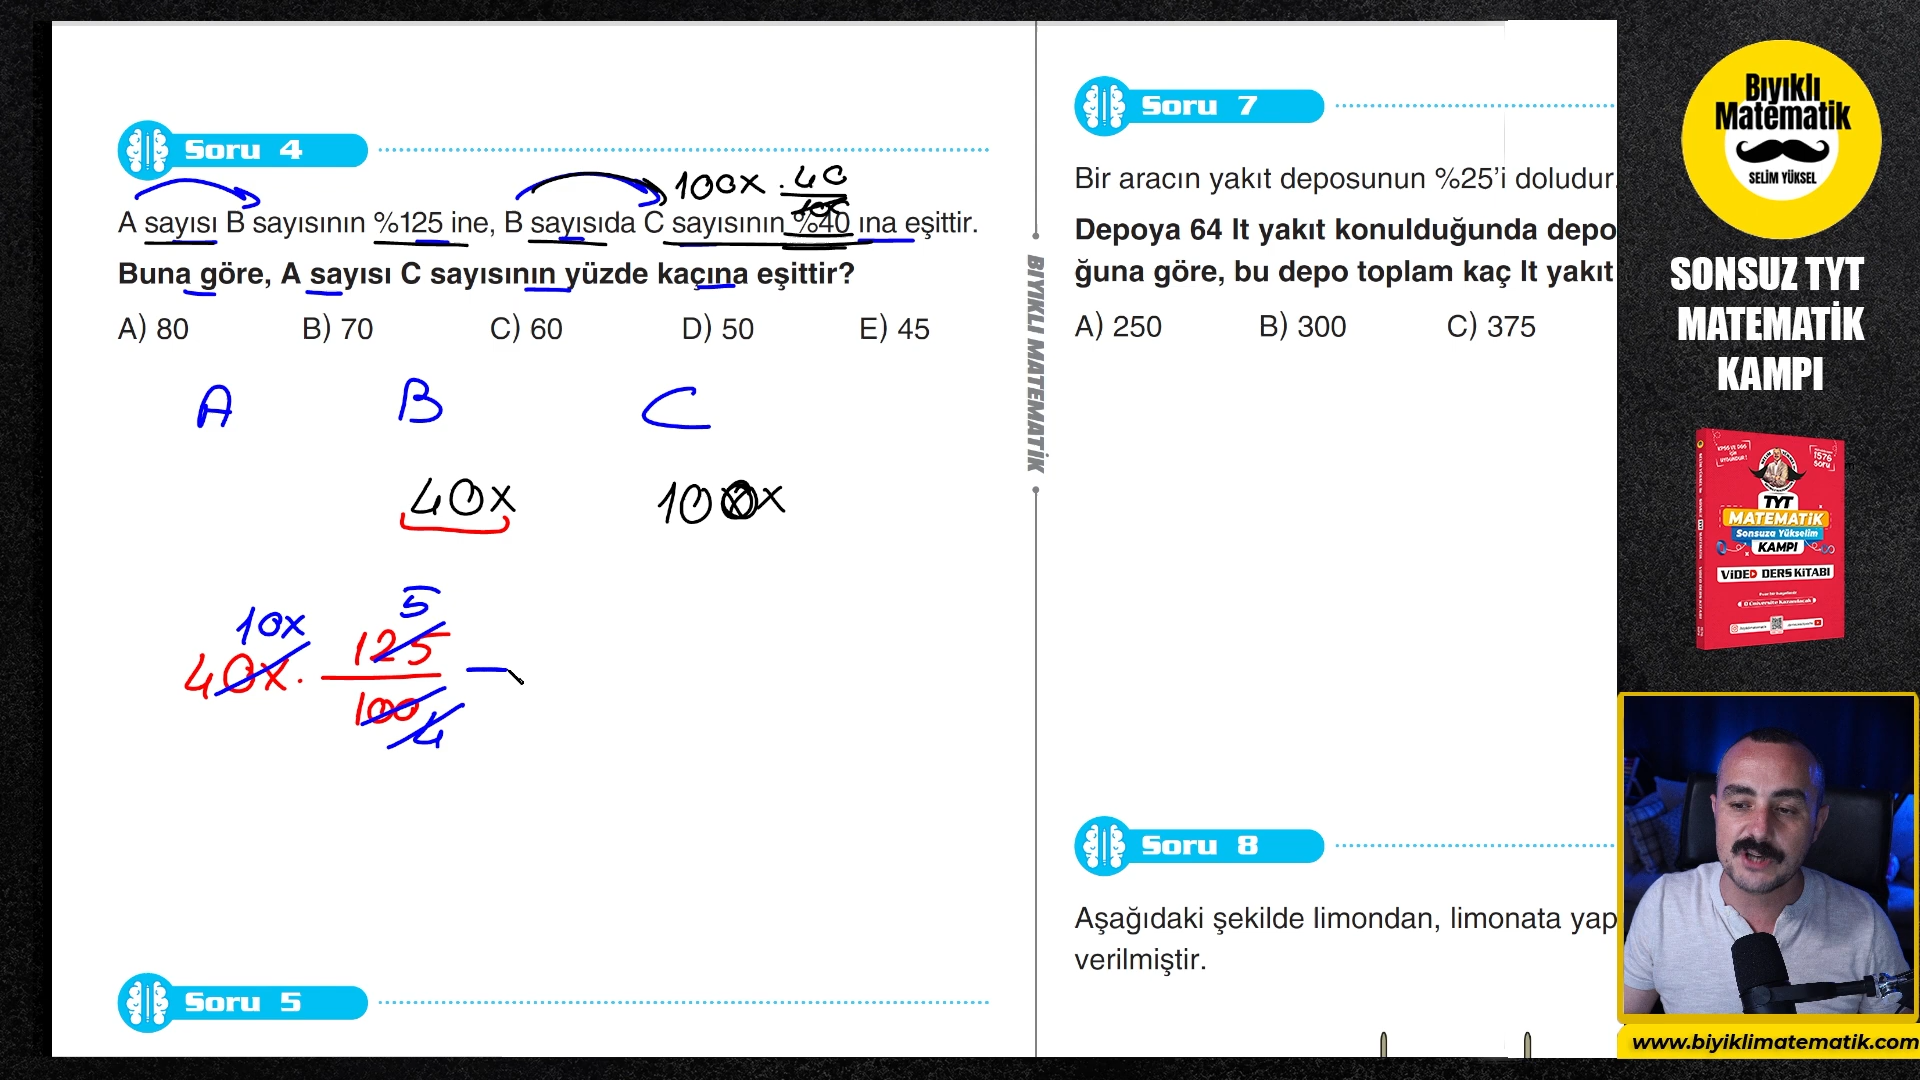 Soru 4
100x . 40
100
A sayısı B sayısının %125 ine, B sayısıda C sayısının %40 ına eşittir.
Buna göre, A sayısı C sayısının yüzde kaçına eşittir?
A) 80 B) 70 C) 60 D) 50 E) 45
A B C
40x 100x
10x 5
40x . 125
100 4
Soru 5
BIYIKLI MATEMATİK
Soru 7
Bir aracın yakıt deposunun %25'i doludur.
Depoya 64 lt yakıt konulduğunda depo
ğuna göre, bu depo toplam kaç lt yakıt
A) 250 B) 300 C) 375
Soru 8
Aşağıdaki şekilde limondan, limonata yap
verilmiştir.
Bıyıklı
Matematik
SELİM YÜKSEL
SONSUZ TYT
MATEMATİK
KAMPI
1576
soru
TYT
MATEMATİK
Sonsuza Yükselim
KAMPI
VİDEO DERS KİTABI
www.biyiklimatematik.com